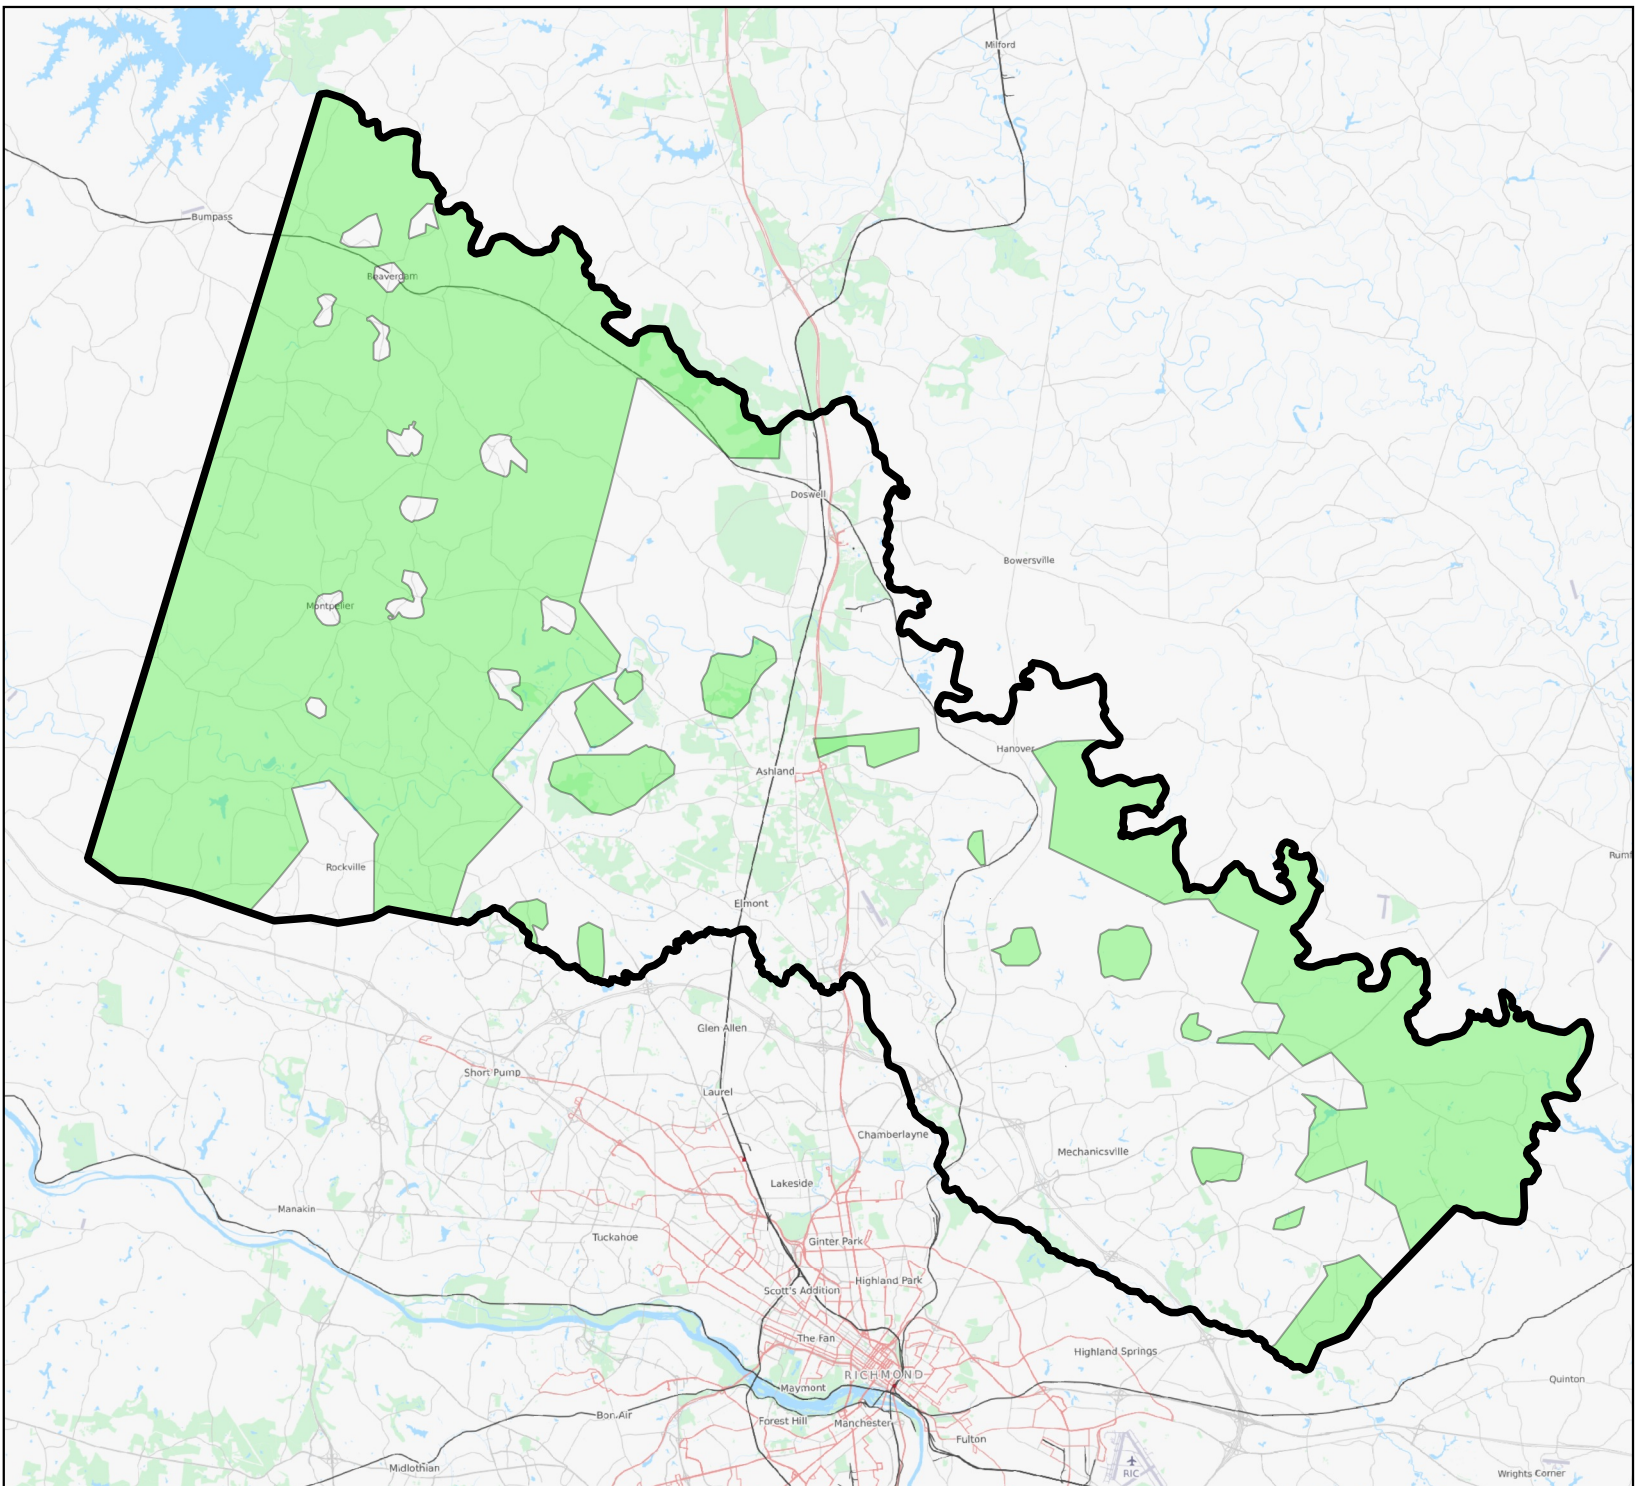 Milford
Bumpass
Beaverdam
Doswell
Bowersville
Montpelier
Hanover
Ashland
Rockville
Elmont
Glen Allen
Short Pump
Laurel
Chamberlayne
Mechanicsville
Lakeside
Manakin
Tuckahoe
Ginter Park
Highland Park
Scott's Addition
The Fan
Highland Springs
RICHMOND
Quinton
Maymont
Bon Air
Forest Hill
Manchester
Fulton
Midlothian
RIC
Wrights Corner